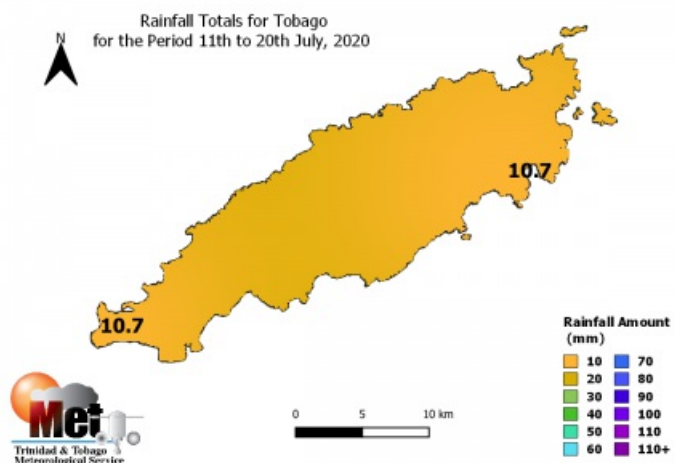 Rainfall Totals for Tobago
for the Period 11th to 20th July, 2020
N
10.7
10.7
Rainfall Amount
(mm)
10 70
20 80
30 90
40 100
50 110
60 110+
0 5 10 km
Met
Trinidad & Tobago
Meteorological Service